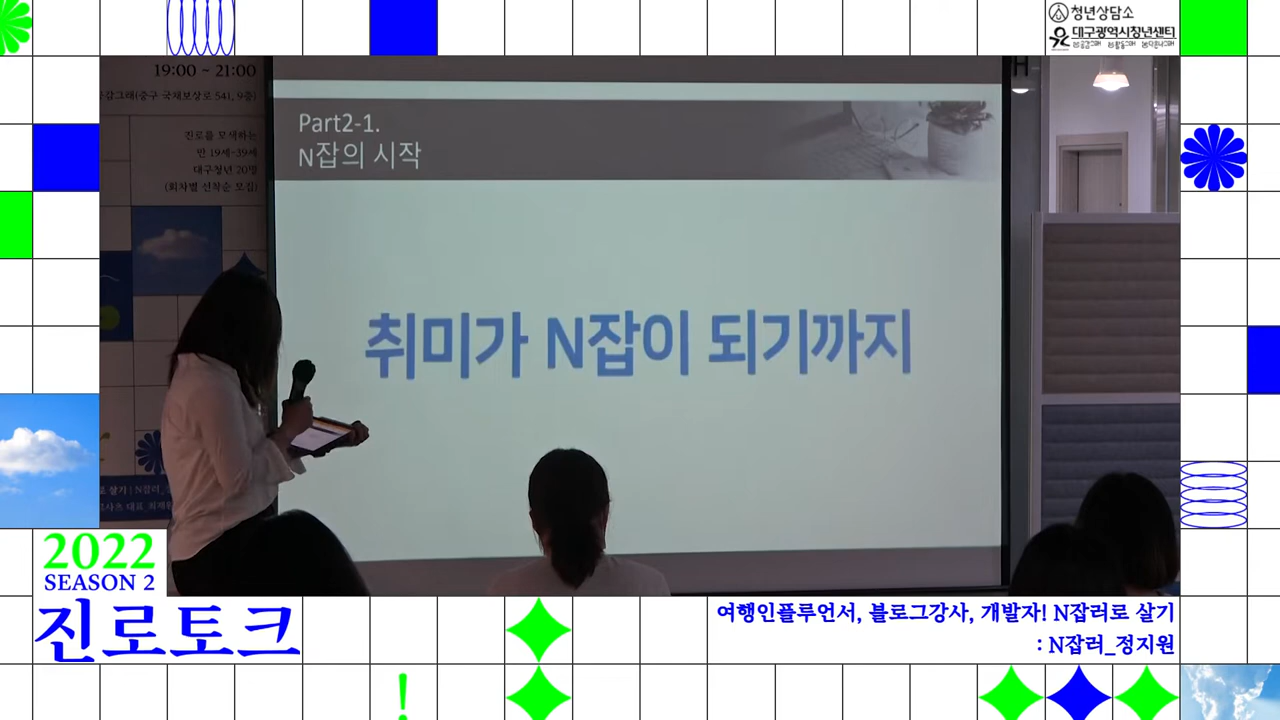 청년상담소
대구광역시청년센터
19:00 ~ 21:00
진로를 모색하는
만 19세~39세
대구청년 20명
(회차별 선착순 모집)
Part2-1.
N잡의 시작
취미가 N잡이 되기까지
2022
SEASON 2
진로토크
여행인플루언서, 블로그강사, 개발자! N잡러로 살기
: N잡러_정지원
!